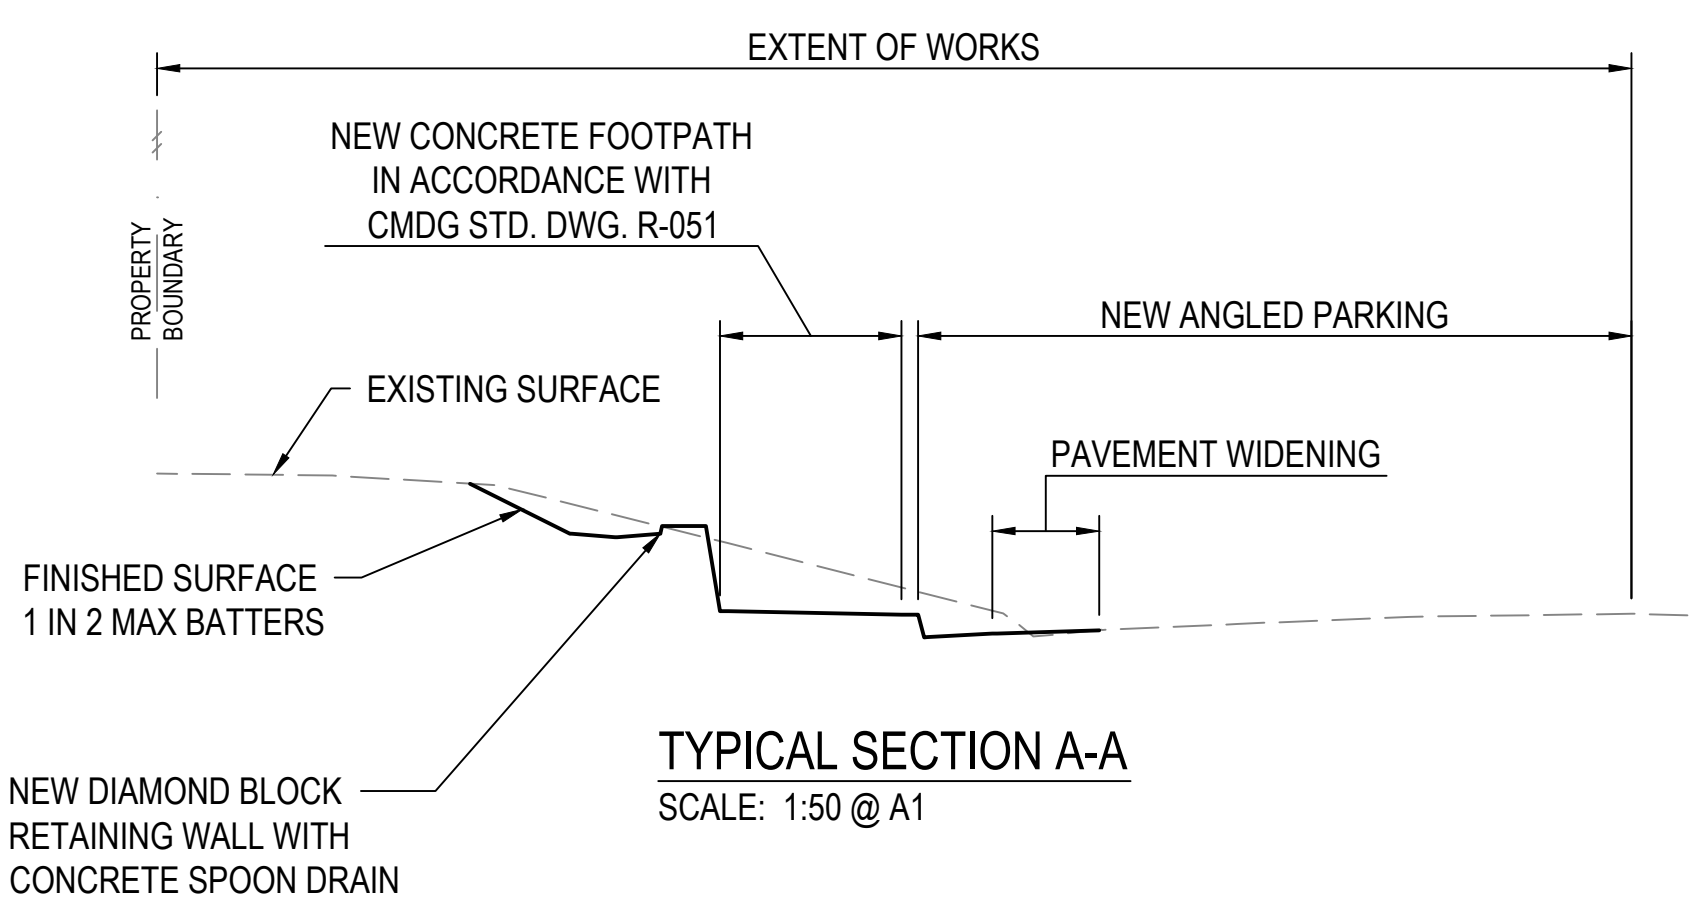 EXTENT OF WORKS
NEW CONCRETE FOOTPATH
IN ACCORDANCE WITH
CMDG STD. DWG. R-051
PROPERTY
BOUNDARY
NEW ANGLED PARKING
EXISTING SURFACE
PAVEMENT WIDENING
FINISHED SURFACE
1 IN 2 MAX BATTERS
NEW DIAMOND BLOCK
RETAINING WALL WITH
CONCRETE SPOON DRAIN
TYPICAL SECTION A-A
SCALE: 1:50 @ A1